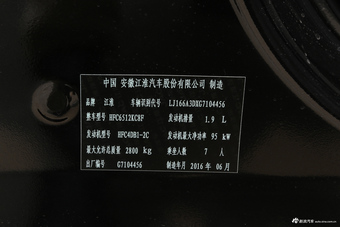 中国 安徽江淮汽车股份有限公司 制造
品牌 江淮 车辆识别代号 LJ166A3DXG7104456
整车型号 HFC6512KC8F 发动机排量 1.9 L
发动机型号 HFC4DB1-2C 发动机最大净功率 95 kW
最大允许总质量 2800 kg 乘坐人数 7 人
出厂编号 G7104456 制造年月 2016 年 06 月